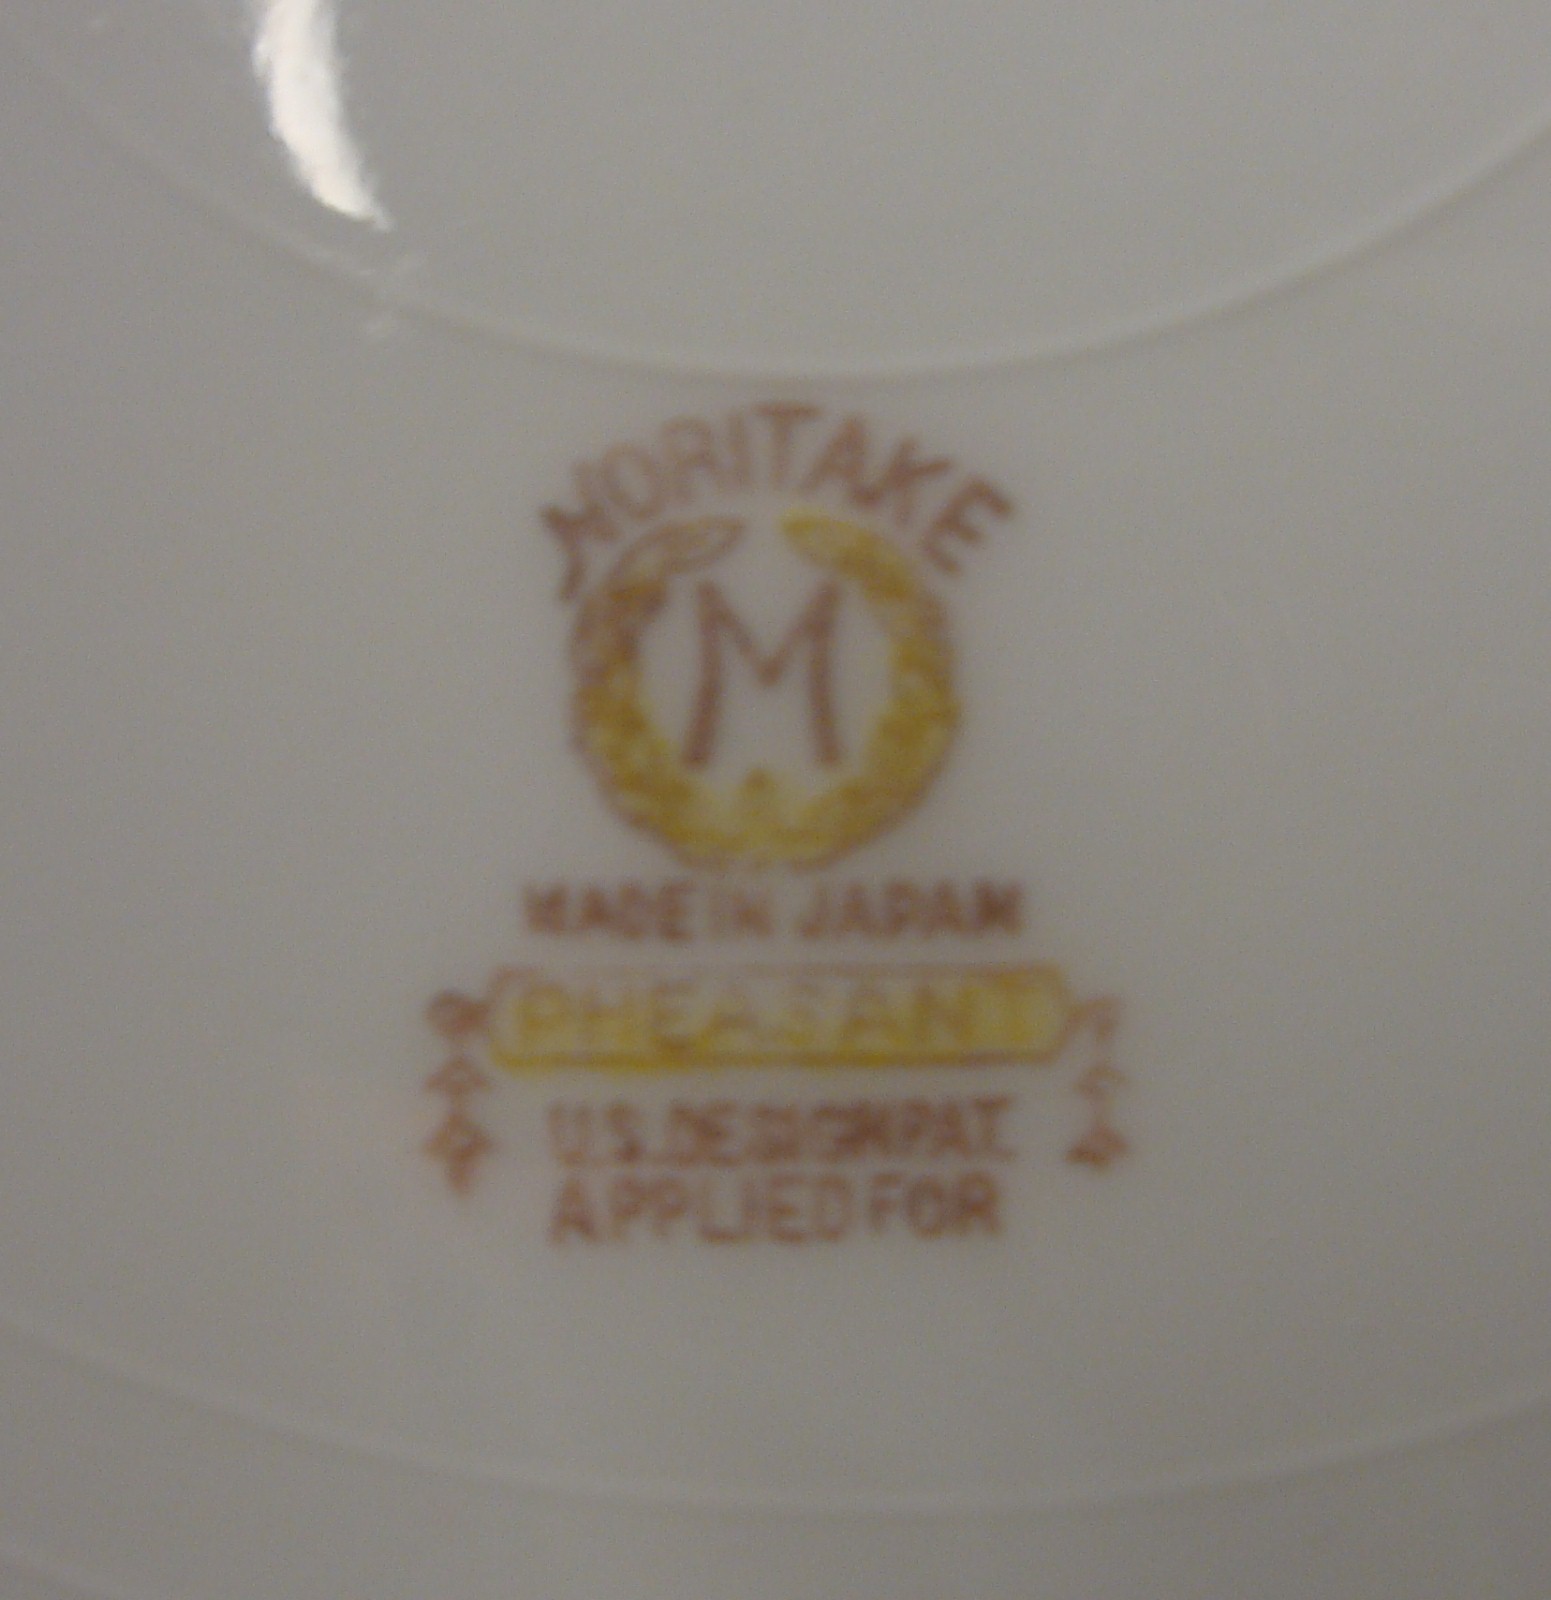 NORITAKE
M
MADE IN JAPAN
PHEASANT
U.S. DESIGN PAT.
APPLIED FOR